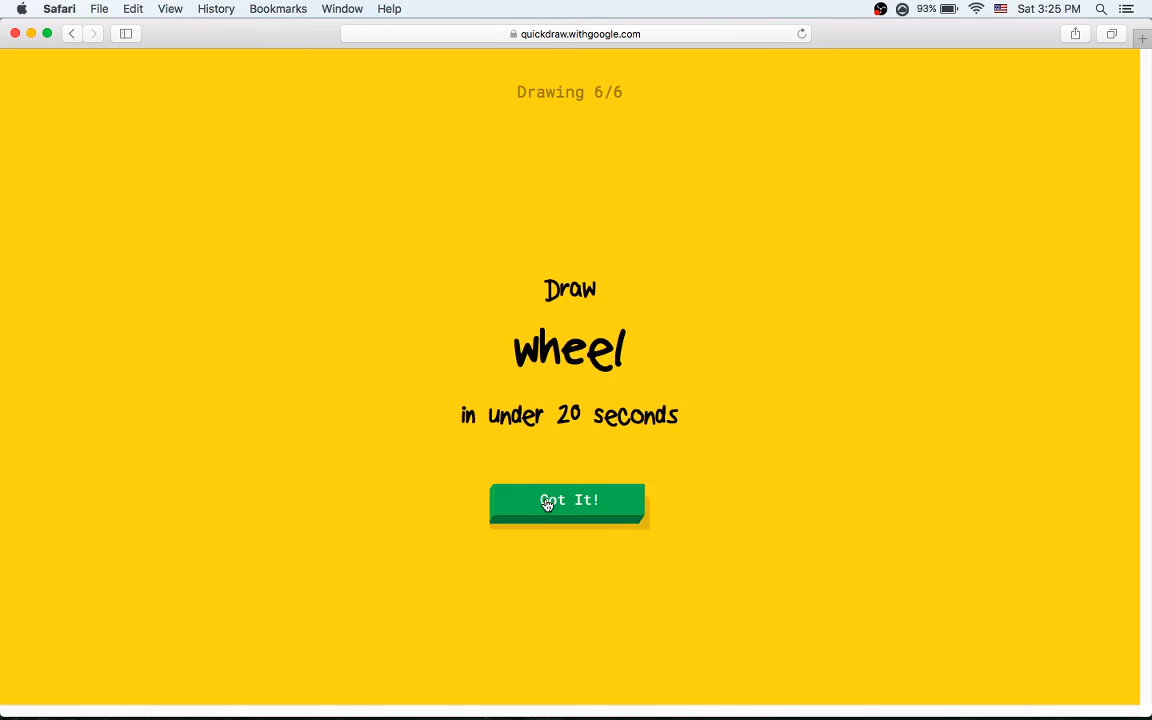 Safari File Edit View History Bookmarks Window Help 93% Sat 3:25 PM
quickdraw.withgoogle.com
Drawing 6/6
Draw
wheel
in under 20 seconds
Got It!